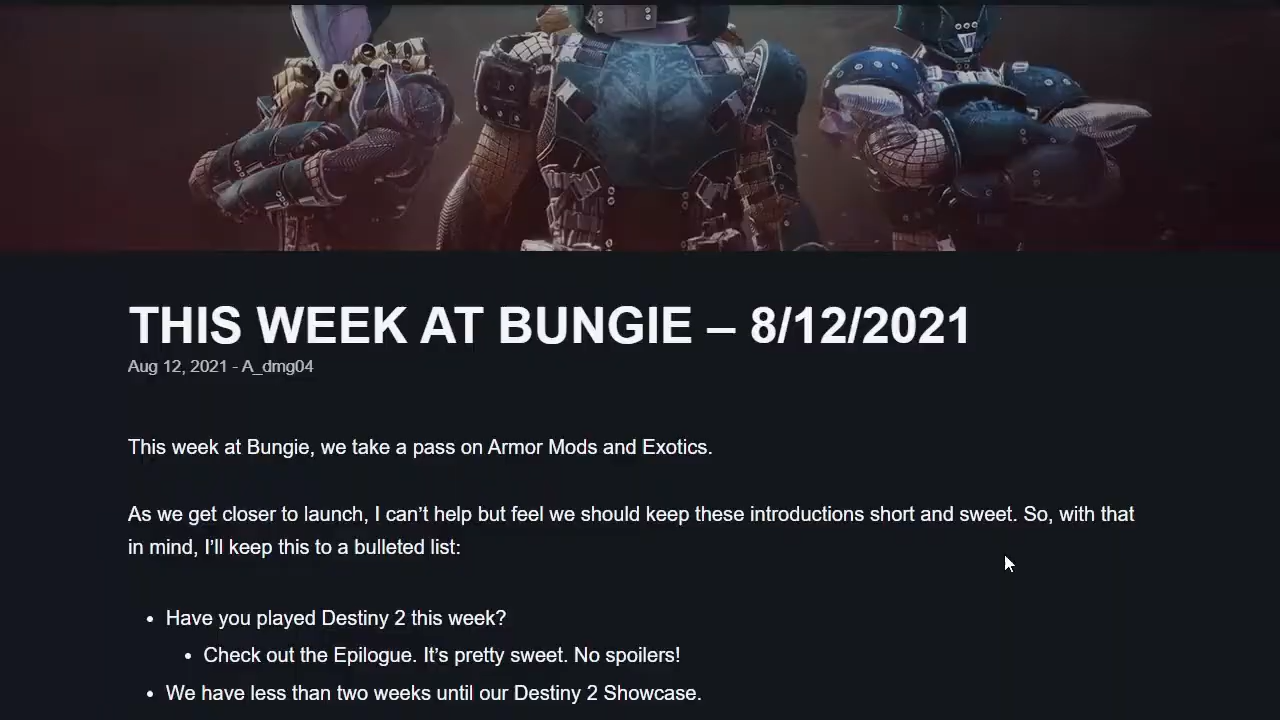 THIS WEEK AT BUNGIE – 8/12/2021
Aug 12, 2021 - A_dmg04
This week at Bungie, we take a pass on Armor Mods and Exotics.
As we get closer to launch, I can’t help but feel we should keep these introductions short and sweet. So, with that
in mind, I’ll keep this to a bulleted list:
• Have you played Destiny 2 this week?
• Check out the Epilogue. It’s pretty sweet. No spoilers!
• We have less than two weeks until our Destiny 2 Showcase.